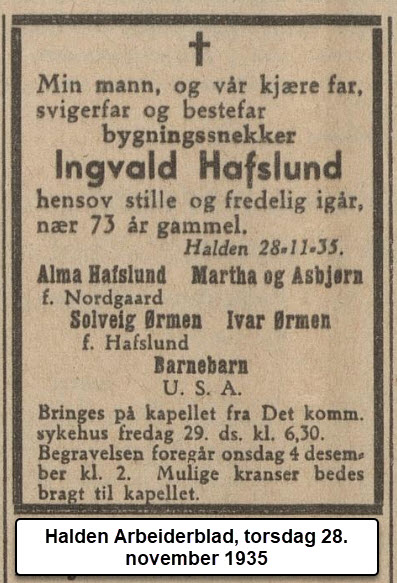 Min mann, og vår kjære far,
svigerfar og bestefar
bygningssnekker
Ingvald Hafslund
hensov stille og fredelig igår,
nær 73 år gammel.
Halden 28-11-35.
Alma Hafslund Martha og Asbjørn
f. Nordgaard
Solveig Ørmen Ivar Ørmen
f. Hafslund
Barnebarn
U. S. A.
Bringes på kapellet fra Det komm.
sykehus fredag 29. ds. kl. 6,30.
Begravelsen foregår onsdag 4 desem-
ber kl. 2. Mulige kranser bedes
bragt til kapellet.
Halden Arbeiderblad, torsdag 28.
november 1935